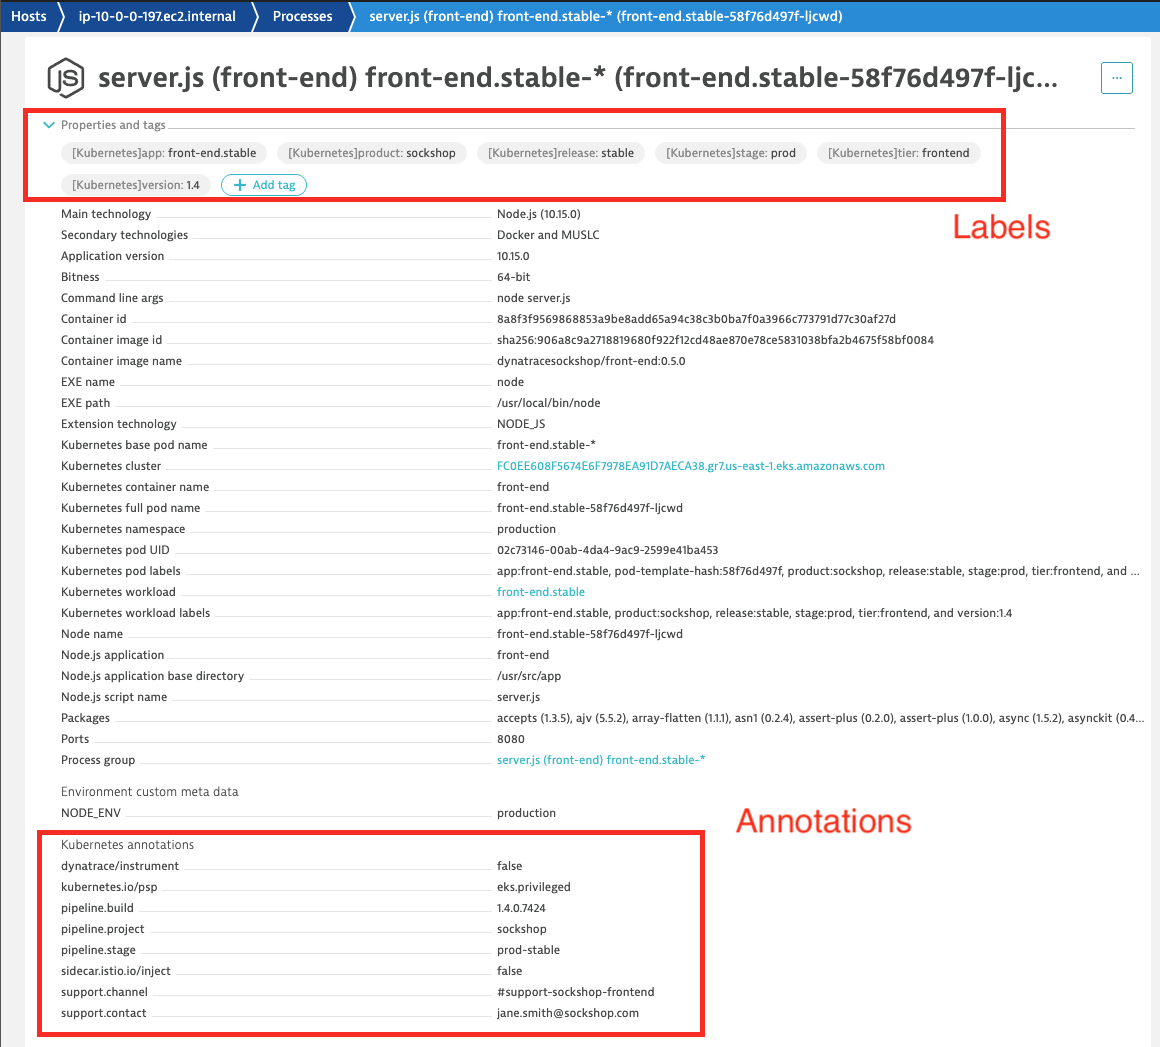 Hosts ip-10-0-0-197.ec2.internal Processes server.js (front-end) front-end.stable-* (front-end.stable-58f76d497f-ljcwd)
JS server.js (front-end) front-end.stable-* (front-end.stable-58f76d497f-ljc... ...
Properties and tags
[Kubernetes]app: front-end.stable [Kubernetes]product: sockshop [Kubernetes]release: stable [Kubernetes]stage: prod [Kubernetes]tier: frontend
[Kubernetes]version: 1.4 + Add tag
Main technology Node.js (10.15.0)
Labels
Secondary technologies Docker and MUSLC
Application version 10.15.0
Bitness 64-bit
Command line args node server.js
Container id 8a8f3f9569868853a9be8add65a94c38c3b0ba7f0a3966c773791d77c30af27d
Container image id sha256:906a8c9a2718819680f922f12cd48ae870e78ce5831038bfa2b4675f58bf0084
Container image name dynatracesockshop/front-end:0.5.0
EXE name node
EXE path /usr/local/bin/node
Extension technology NODE_JS
Kubernetes base pod name front-end.stable-*
Kubernetes cluster FC0EE608F5674E6F7978EA91D7AECA38.gr7.us-east-1.eks.amazonaws.com
Kubernetes container name front-end
Kubernetes full pod name front-end.stable-58f76d497f-ljcwd
Kubernetes namespace production
Kubernetes pod UID 02c73146-00ab-4da4-9ac9-2599e41ba453
Kubernetes pod labels app:front-end.stable, pod-template-hash:58f76d497f, product:sockshop, release:stable, stage:prod, tier:frontend, and ...
Kubernetes workload front-end.stable
Kubernetes workload labels app:front-end.stable, product:sockshop, release:stable, stage:prod, tier:frontend, and version:1.4
Node name front-end.stable-58f76d497f-ljcwd
Node.js application front-end
Node.js application base directory /usr/src/app
Node.js script name server.js
Packages accepts (1.3.5), ajv (5.5.2), array-flatten (1.1.1), asn1 (0.2.4), assert-plus (0.2.0), assert-plus (1.0.0), async (1.5.2), asynckit (0.4...
Ports 8080
Process group server.js (front-end) front-end.stable-*
Environment custom meta data
NODE_ENV production
Annotations
Kubernetes annotations
dynatrace/instrument false
kubernetes.io/psp eks.privileged
pipeline.build 1.4.0.7424
pipeline.project sockshop
pipeline.stage prod-stable
sidecar.istio.io/inject false
support.channel #support-sockshop-frontend
support.contact jane.smith@sockshop.com